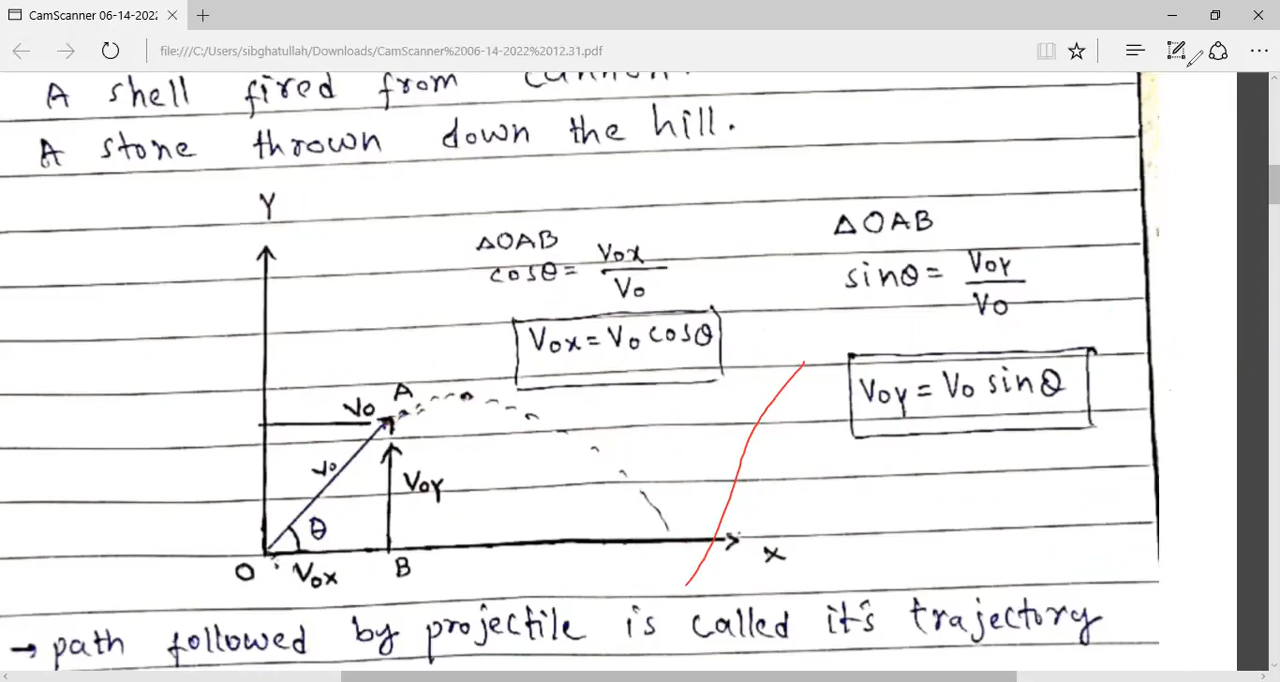 CamScanner 06-14-202
file:///C:/Users/sibghatullah/Downloads/CamScanner%2006-14-2022%2012.31.pdf
A shell fired from cannon.
A stone thrown down the hill.
Y
ΔOAB
cosθ = Vox / Vo
Vox = Vo cosθ
ΔOAB
sinθ = Voy / Vo
Voy = Vo sinθ
A
Vo
Vo
Voy
θ
O
Vox
B
X
→ path followed by projectile is called it's trajectory